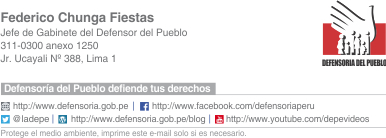 Federico Chunga Fiestas
Jefe de Gabinete del Defensor del Pueblo
311-0300 anexo 1250
Jr. Ucayali Nº 388, Lima 1
DEFENSORIA DEL PUEBLO
Defensoría del Pueblo defiende tus derechos
http://www.defensoria.gob.pe | http://www.facebook.com/defensoriaperu
@ladepe | http://www.defensoria.gob.pe/blog | http://www.youtube.com/depevideos
Protege el medio ambiente, imprime este e-mail solo si es necesario.